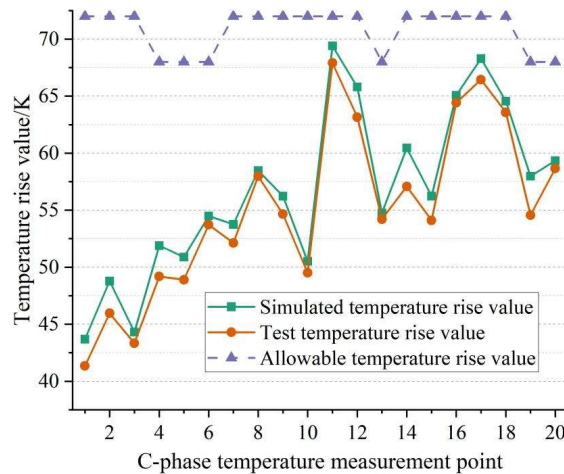 70
65
60
55
50
45
40
Temperature rise value/K
Simulated temperature rise value
Test temperature rise value
Allowable temperature rise value
2 4 6 8 10 12 14 16 18 20
C-phase temperature measurement point